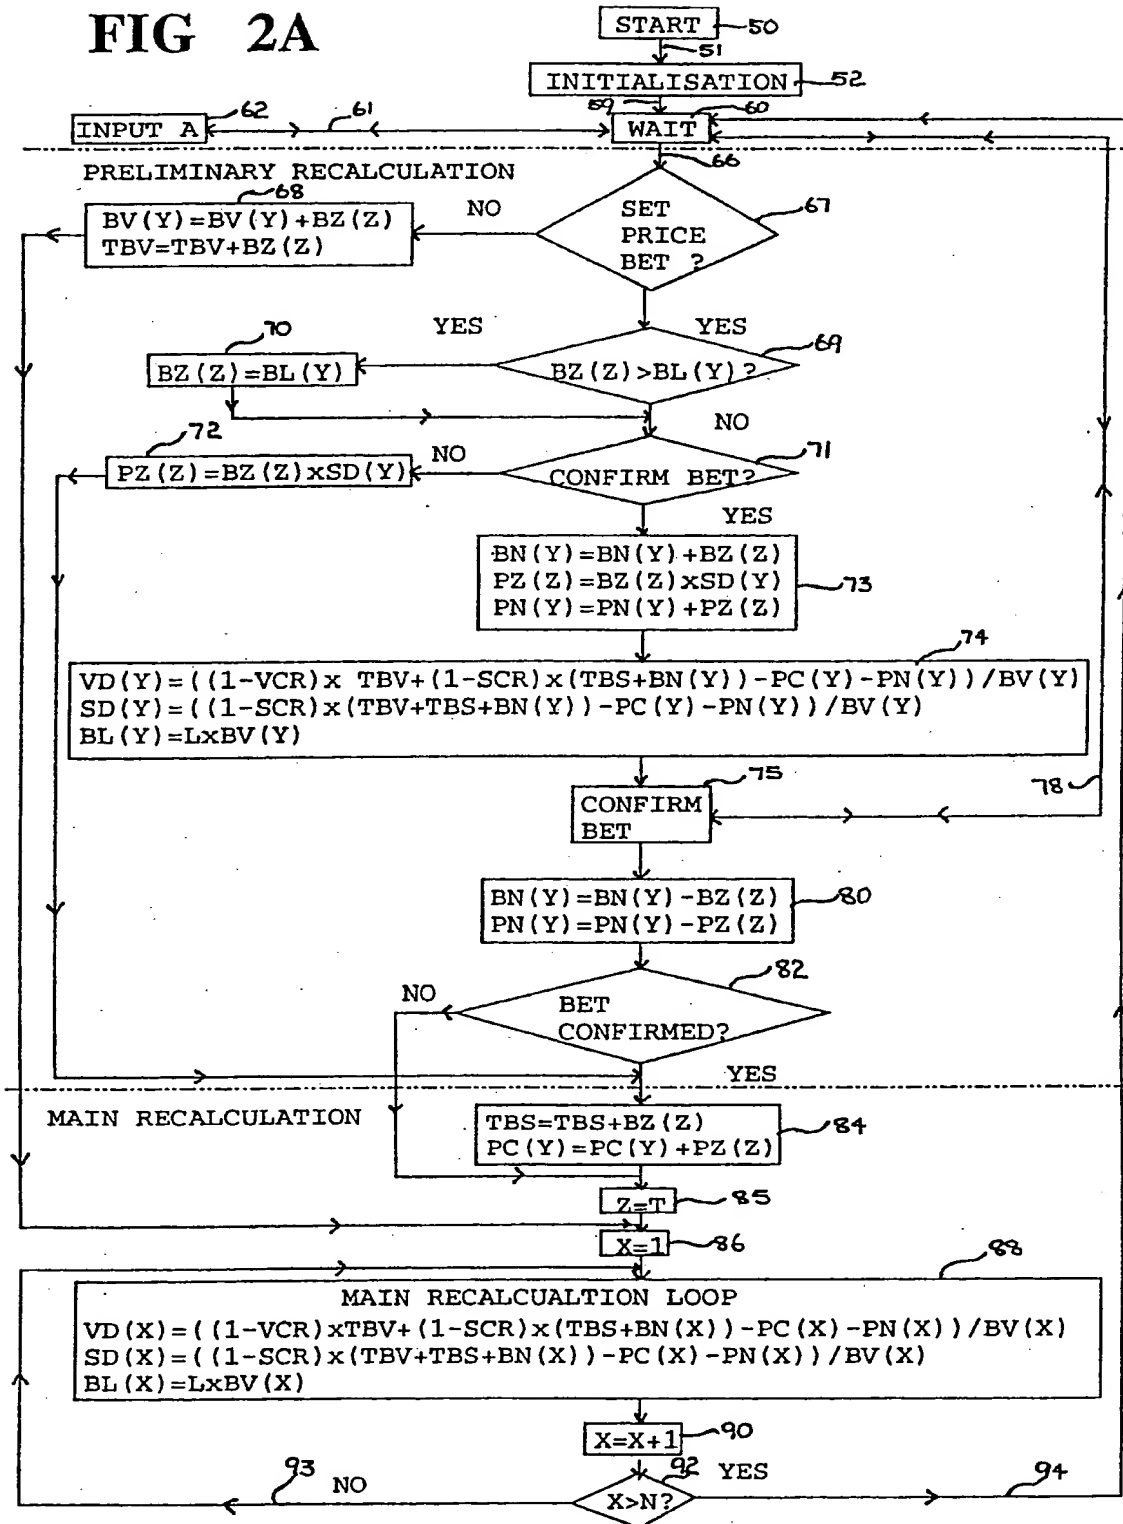 FIG 2A
START
50
51
INITIALISATION
52
59
60
62
61
INPUT A
WAIT
66
PRELIMINARY RECALCULATION
68
67
NO
BV(Y)=BV(Y)+BZ(Z)
TBV=TBV+BZ(Z)
SET
PRICE
BET ?
YES
YES
70
69
BZ(Z)=BL(Y)
BZ(Z)>BL(Y)?
NO
72
71
NO
PZ(Z)=BZ(Z)xSD(Y)
CONFIRM BET?
YES
BN(Y)=BN(Y)+BZ(Z)
PZ(Z)=BZ(Z)xSD(Y)
PN(Y)=PN(Y)+PZ(Z)
73
74
VD(Y)=((1-VCR)x TBV+(1-SCR)x(TBS+BN(Y))-PC(Y)-PN(Y))/BV(Y)
SD(Y)=((1-SCR)x(TBV+TBS+BN(Y))-PC(Y)-PN(Y))/BV(Y)
BL(Y)=LxBV(Y)
75
78
CONFIRM
BET
BN(Y)=BN(Y)-BZ(Z)
PN(Y)=PN(Y)-PZ(Z)
80
82
NO
BET
CONFIRMED?
YES
MAIN RECALCULATION
TBS=TBS+BZ(Z)
PC(Y)=PC(Y)+PZ(Z)
84
Z=T
85
X=1
86
88
MAIN RECALCUALTION LOOP
VD(X)=((1-VCR)xTBV+(1-SCR)x(TBS+BN(X))-PC(X)-PN(X))/BV(X)
SD(X)=((1-SCR)x(TBV+TBS+BN(X))-PC(X)-PN(X))/BV(X)
BL(X)=LxBV(X)
X=X+1
90
93
NO
92
YES
94
X>N?